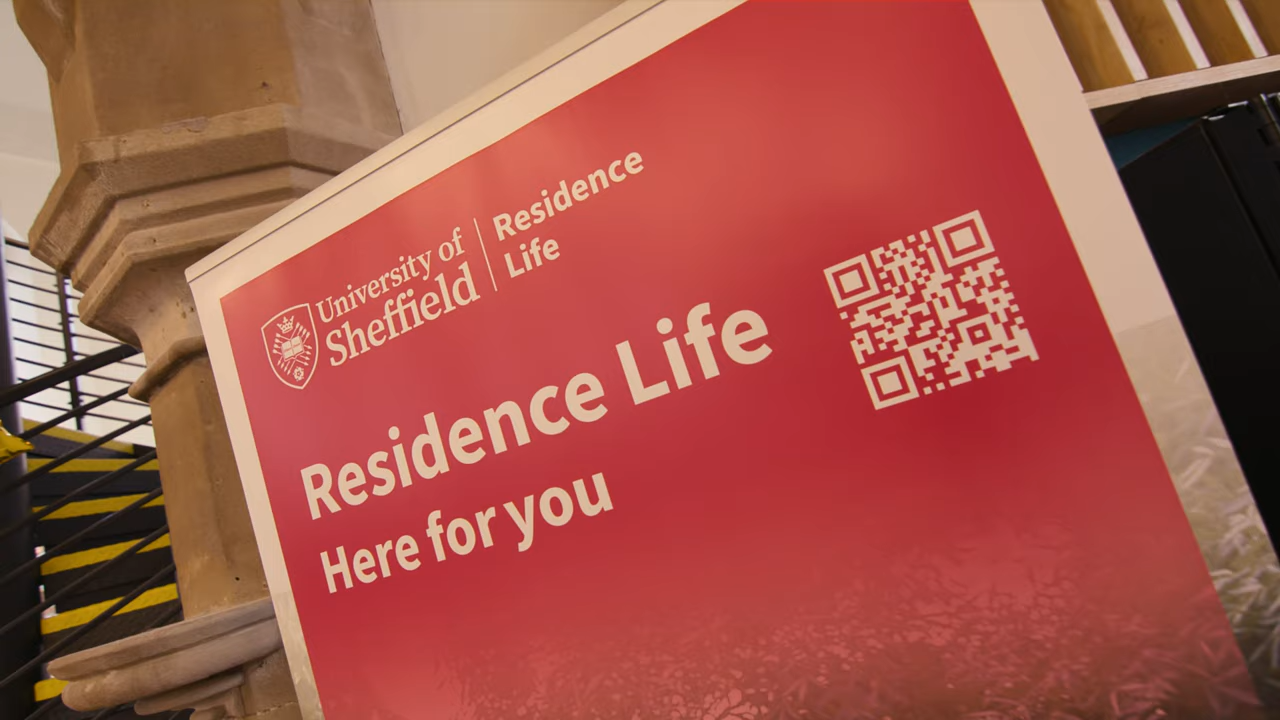 University of
Sheffield
Residence
Life
Residence Life
Here for you